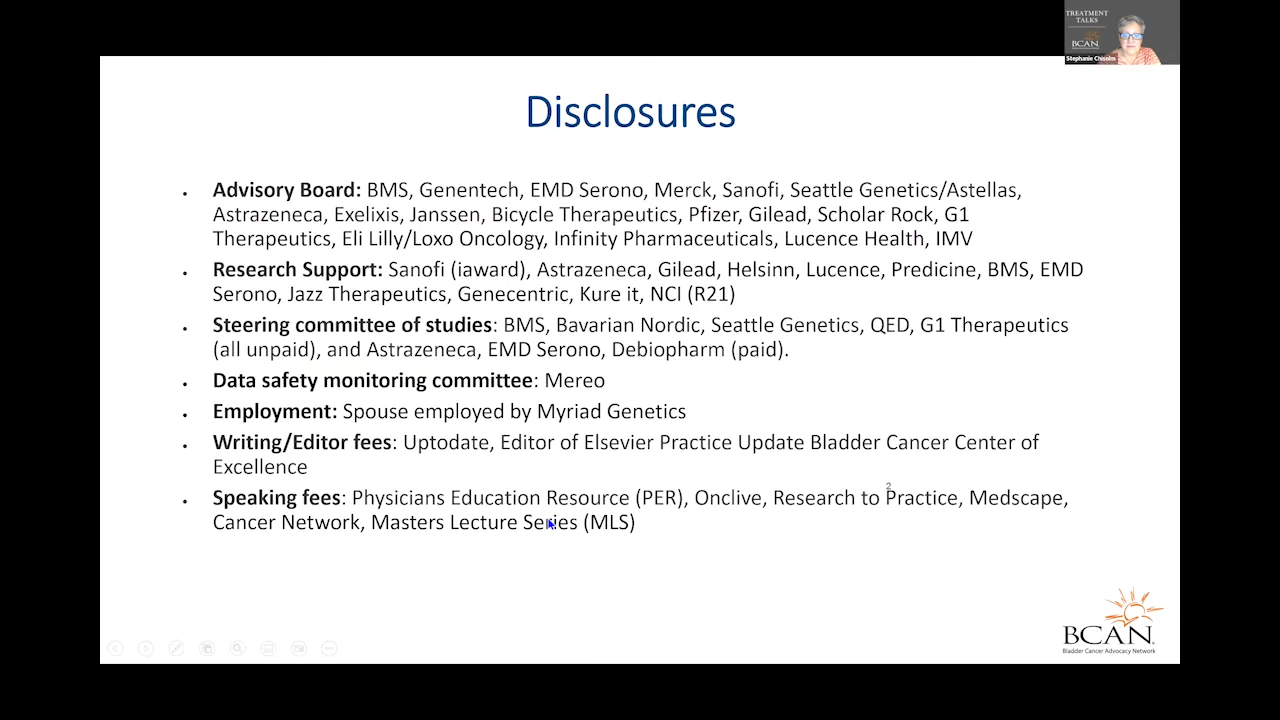 TREATMENT
TALKS
BCAN
Stephanie Chisolm
Disclosures
• Advisory Board: BMS, Genentech, EMD Serono, Merck, Sanofi, Seattle Genetics/Astellas,
Astrazeneca, Exelixis, Janssen, Bicycle Therapeutics, Pfizer, Gilead, Scholar Rock, G1
Therapeutics, Eli Lilly/Loxo Oncology, Infinity Pharmaceuticals, Lucence Health, IMV
• Research Support: Sanofi (iaward), Astrazeneca, Gilead, Helsinn, Lucence, Predicine, BMS, EMD
Serono, Jazz Therapeutics, Genecentric, Kure it, NCI (R21)
• Steering committee of studies: BMS, Bavarian Nordic, Seattle Genetics, QED, G1 Therapeutics
(all unpaid), and Astrazeneca, EMD Serono, Debiopharm (paid).
• Data safety monitoring committee: Mereo
• Employment: Spouse employed by Myriad Genetics
• Writing/Editor fees: Uptodate, Editor of Elsevier Practice Update Bladder Cancer Center of
Excellence
2
• Speaking fees: Physicians Education Resource (PER), Onclive, Research to Practice, Medscape,
Cancer Network, Masters Lecture Series (MLS)
BCAN
Bladder Cancer Advocacy Network